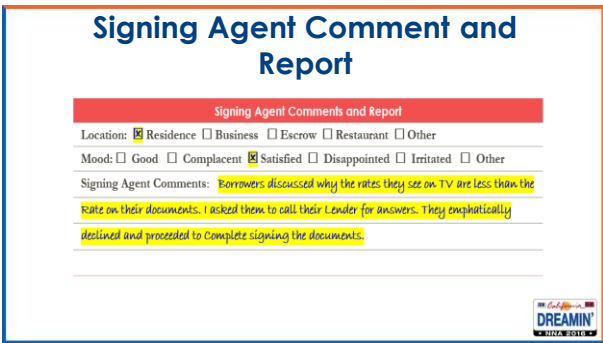 Signing Agent Comment and
Report
Signing Agent Comments and Report
Location: ☒ Residence ☐ Business ☐ Escrow ☐ Restaurant ☐ Other
Mood: ☐ Good ☐ Complacent ☒ Satisfied ☐ Disappointed ☐ Irritated ☐ Other
Signing Agent Comments: Borrowers discussed why the rates they see on TV are less than the
Rate on their documents. I asked them to call their Lender for answers. They emphatically
declined and proceeded to Complete signing the documents.
California
DREAMIN'
NNA 2016